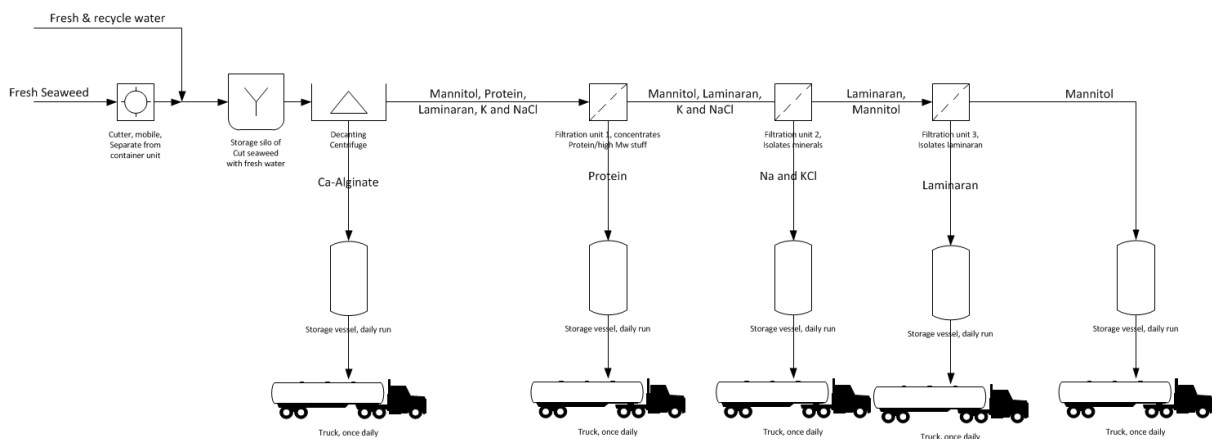 Fresh & recycle water
Fresh Seaweed
Cutter, mobile,
Separate from
container unit
Storage silo of
Cut seaweed
with fresh water
Decanting
Centrifuge
Mannitol, Protein,
Laminaran, K and NaCl
Filtration unit 1, concentrates
Protein/high Mw stuff
Mannitol, Laminaran,
K and NaCl
Filtration unit 2,
Isolates minerals
Laminaran,
Mannitol
Filtration unit 3,
Isolates laminaran
Mannitol
Ca-Alginate
Protein
Na and KCl
Laminaran
Storage vessel, daily run
Storage vessel, daily run
Storage vessel, daily run
Storage vessel, daily run
Storage vessel, daily run
Truck, once daily
Truck, once daily
Truck, once daily
Truck, once daily
Truck, once daily